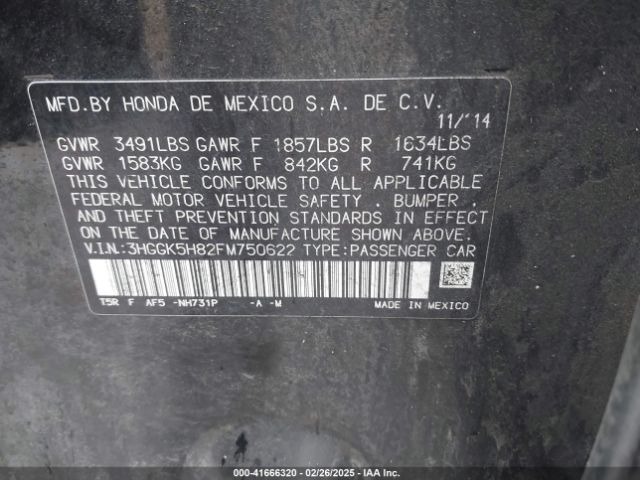 MFD.BY HONDA DE MEXICO S.A. DE C.V.
11/'14
GVWR 3491LBS GAWR F 1857LBS R 1634LBS
GVWR 1583KG GAWR F 842KG R 741KG
THIS VEHICLE CONFORMS TO ALL APPLICABLE
FEDERAL MOTOR VEHICLE SAFETY . BUMPER .
AND THEFT PREVENTION STANDARDS IN EFFECT
ON THE DATE OF MANUFACTURE SHOWN ABOVE.
V.I.N.:3HGGK5H82FM750622 TYPE:PASSENGER CAR
T5R F AF5 -NH731P -A -M
MADE IN MEXICO
000-41666320 | 02/26/2025 | IAA Inc.